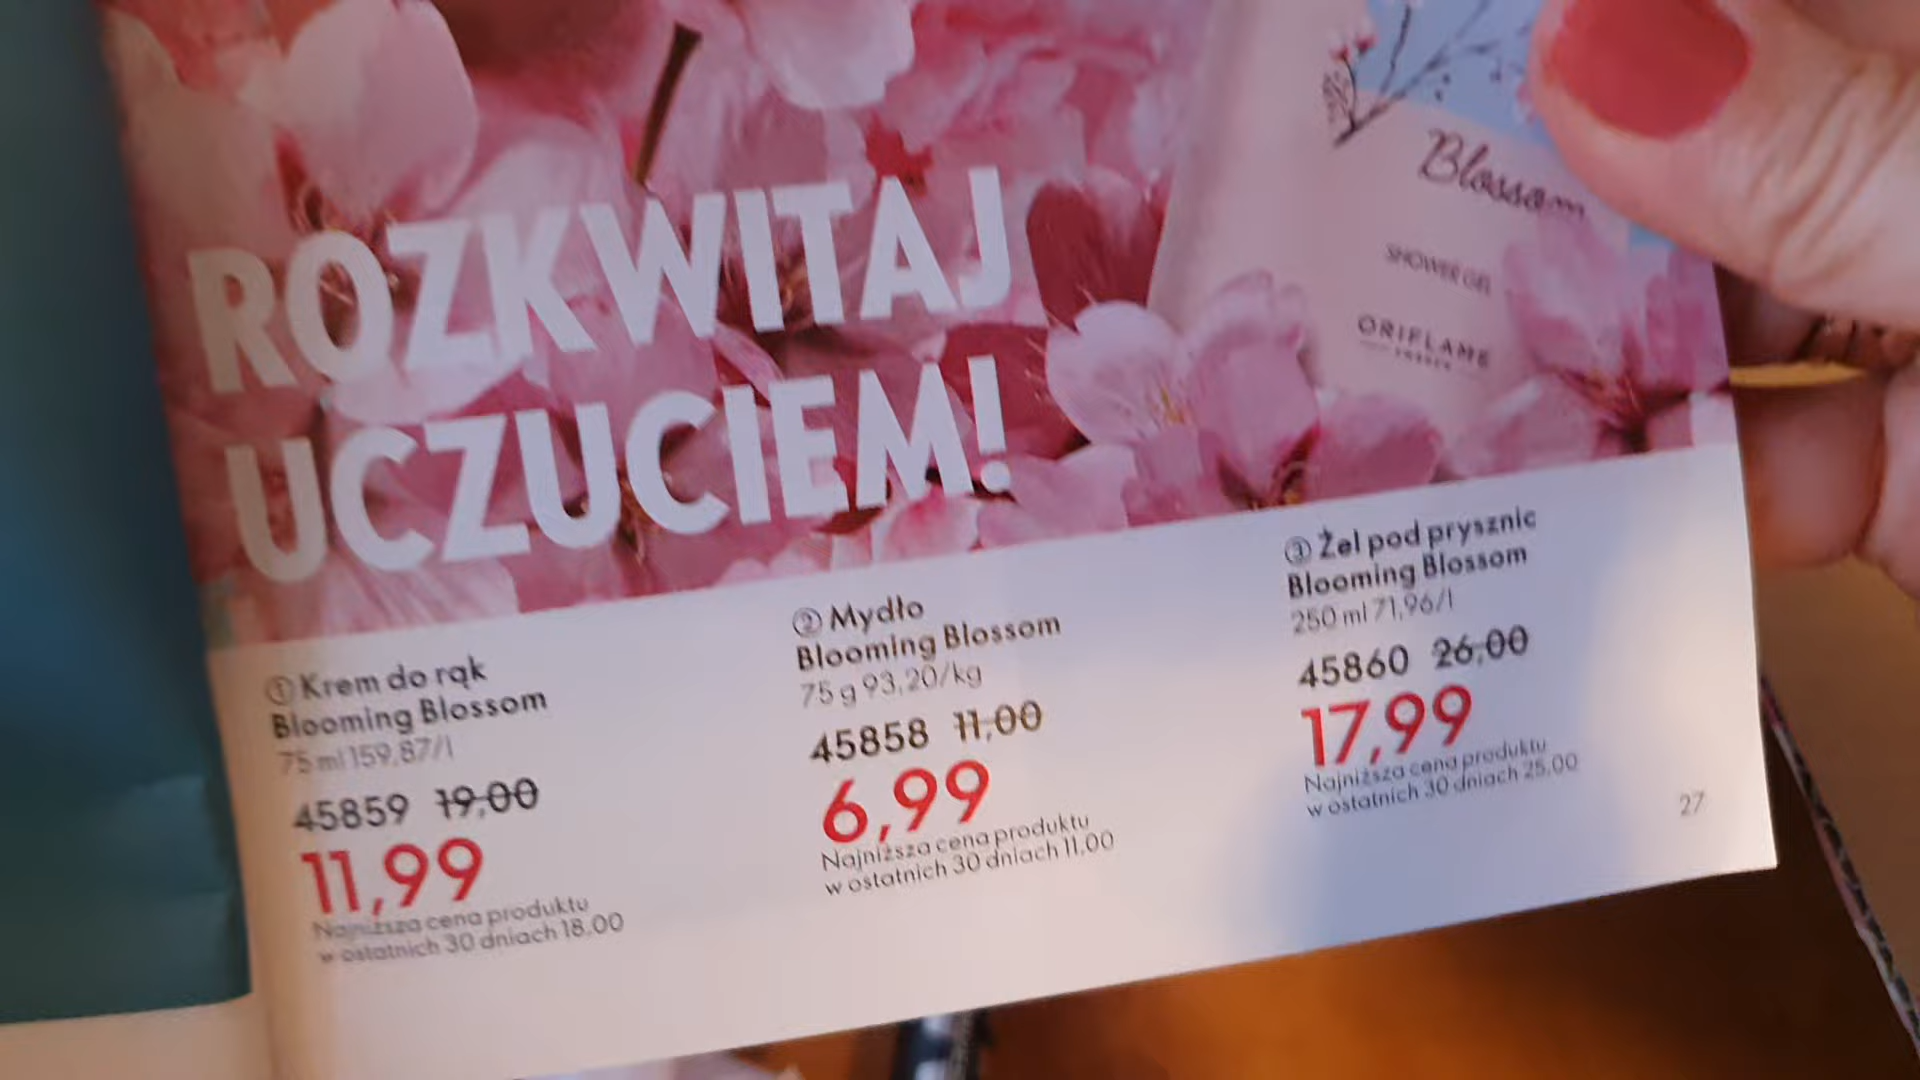 Blossom
SHOWER GEL
ORIFLAME
SWEDEN
ROZKWITAJ
UCZUCIEM!
① Krem do rąk
Blooming Blossom
75 ml 159,87/l
45859 19,00
11,99
Najniższa cena produktu
w ostatnich 30 dniach 18,00
② Mydło
Blooming Blossom
75 g 93,20/kg
45858 11,00
6,99
Najniższa cena produktu
w ostatnich 30 dniach 11,00
③ Żel pod prysznic
Blooming Blossom
250 ml 71,96/l
45860 26,00
17,99
Najniższa cena produktu
w ostatnich 30 dniach 25,00
27